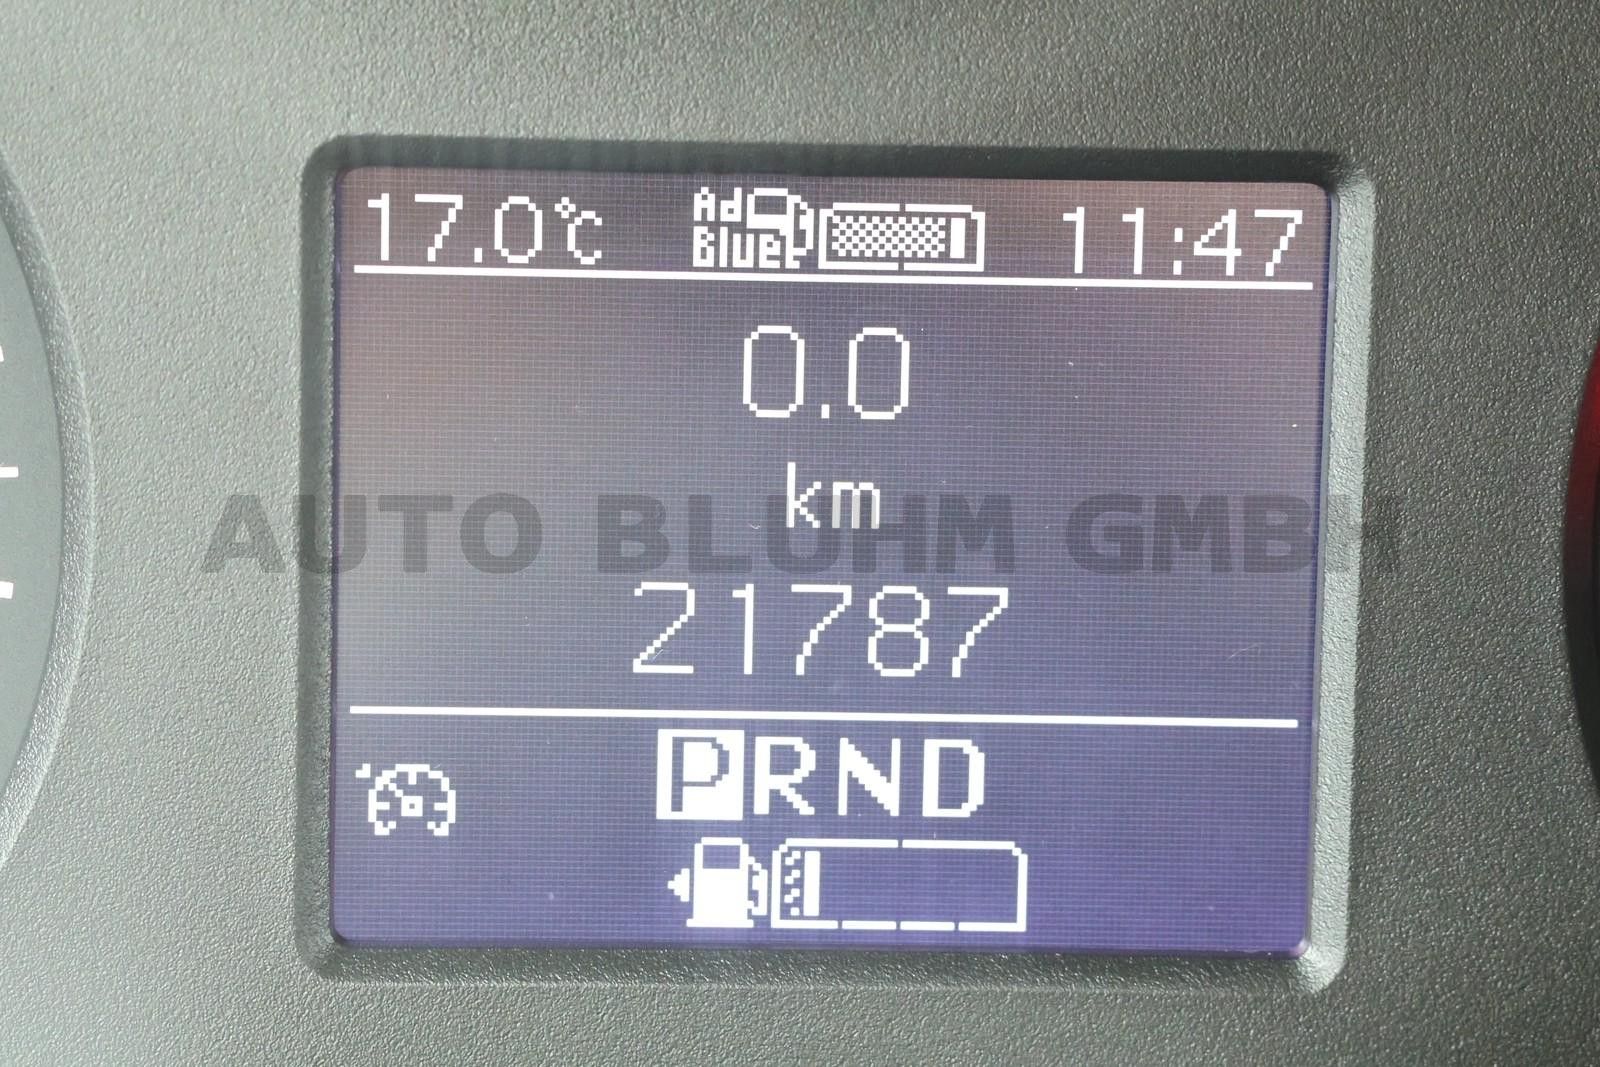 17.0°C Ad Blue 11:47
0.0
km
AUTO BLUHM GMBH
21787
PRND